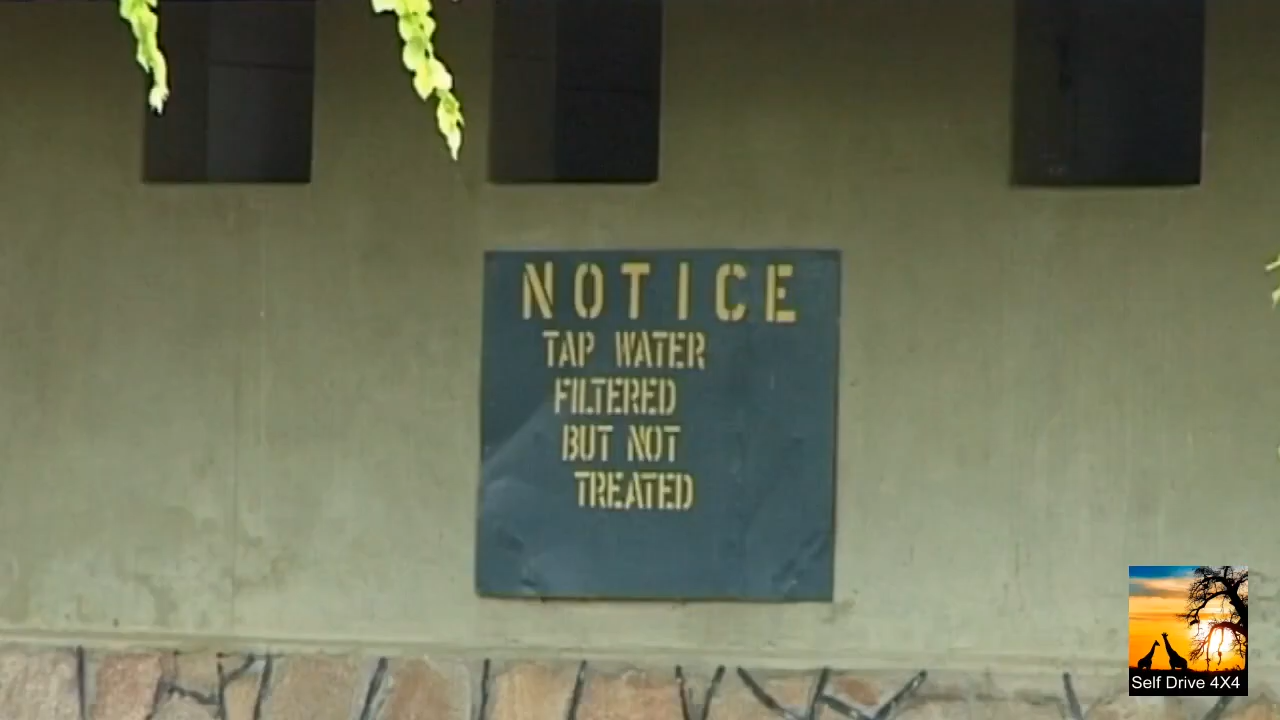 NOTICE
TAP WATER
FILTERED
BUT NOT
TREATED
Self Drive 4X4